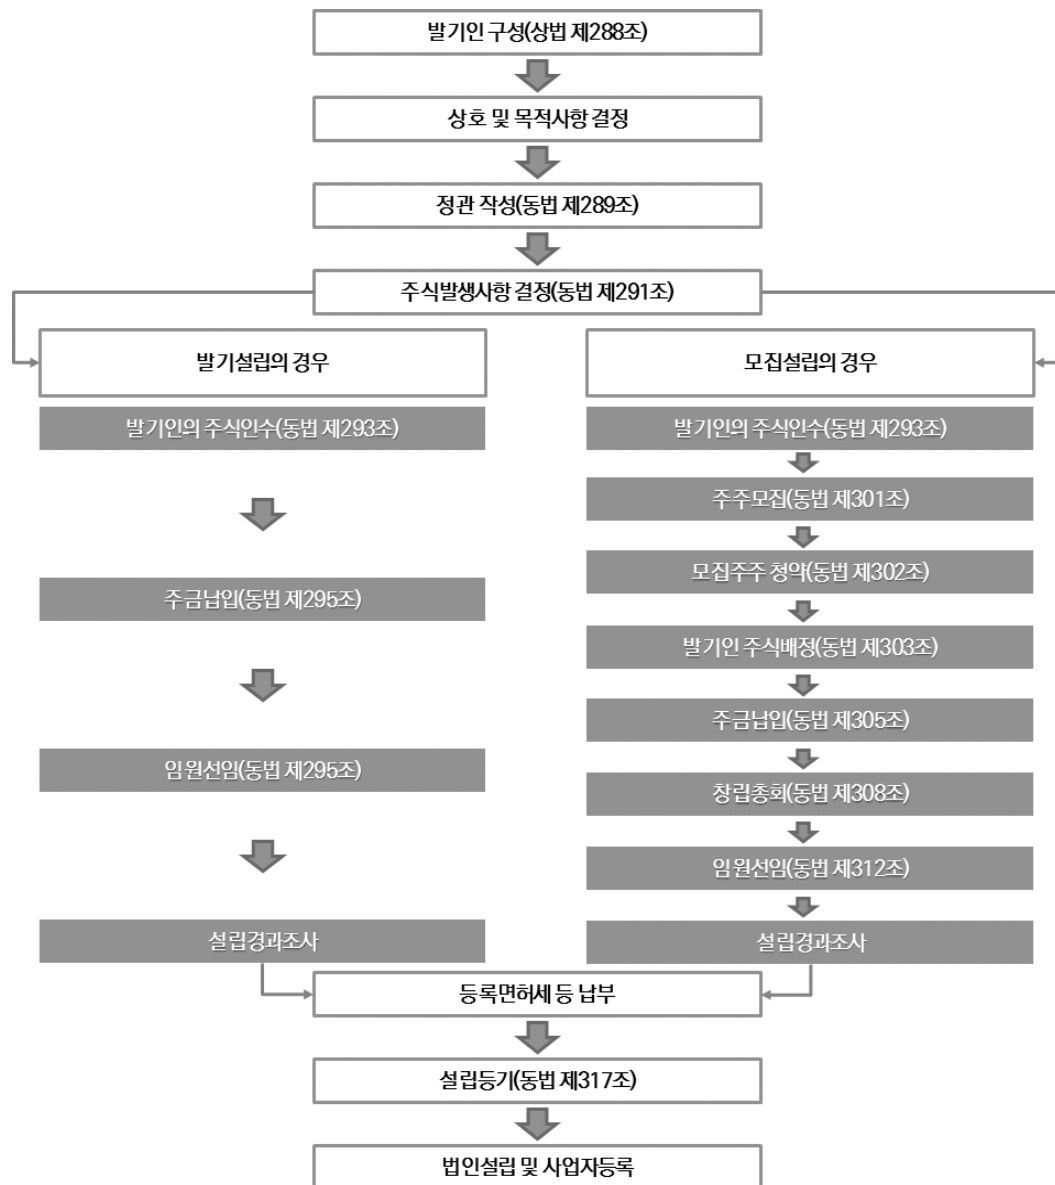 발기인 구성(상법 제288조)
상호 및 목적사항 결정
정관 작성(동법 제289조)
주식발생사항 결정(동법 제291조)
발기설립의 경우
발기인의 주식인수(동법 제293조)
주금납입(동법 제295조)
임원선임(동법 제295조)
설립경과조사
모집설립의 경우
발기인의 주식인수(동법 제293조)
주주모집(동법 제301조)
모집주주 청약(동법 제302조)
발기인 주식배정(동법 제303조)
주금납입(동법 제305조)
창립총회(동법 제308조)
임원선임(동법 제312조)
설립경과조사
등록면허세 등 납부
설립등기(동법 제317조)
법인설립 및 사업자등록